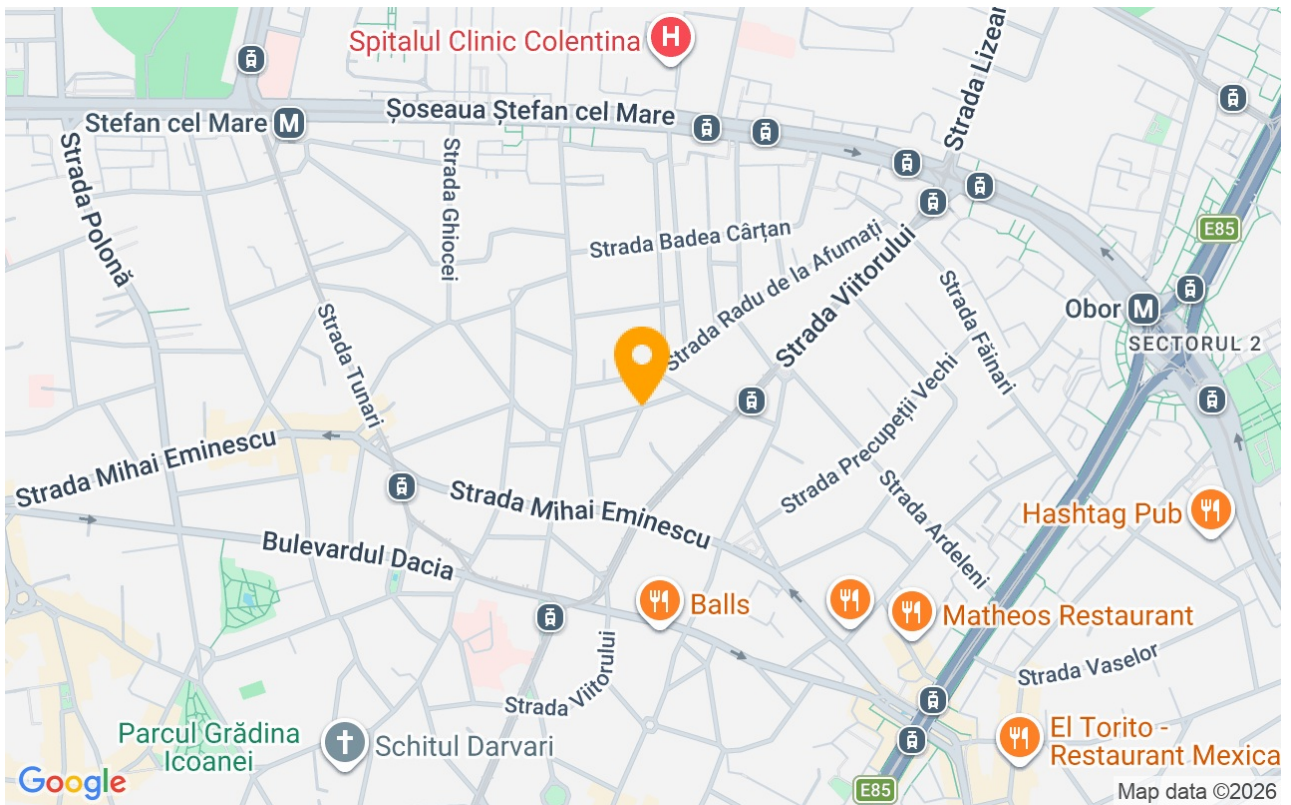 Spitalul Clinic Colentina
H
Strada Lizear
Stefan cel Mare
M
Șoseaua Ștefan cel Mare
Strada Polonă
Strada Ghiocei
Strada Badea Cârțan
Strada Radu de la Afumați
Strada Viitorului
E85
Strada Făinari
Obor
M
SECTORUL 2
Strada Tunari
Strada Precupeții Vechi
Strada Mihai Eminescu
Strada Mihai Eminescu
Strada Ardeleni
Hashtag Pub
Bulevardul Dacia
Balls
Matheos Restaurant
Strada Vaselor
Strada Viitorului
Parcul Grădina
Icoanei
Schitul Darvari
El Torito -
Restaurant Mexica
Google
E85
Map data ©2026